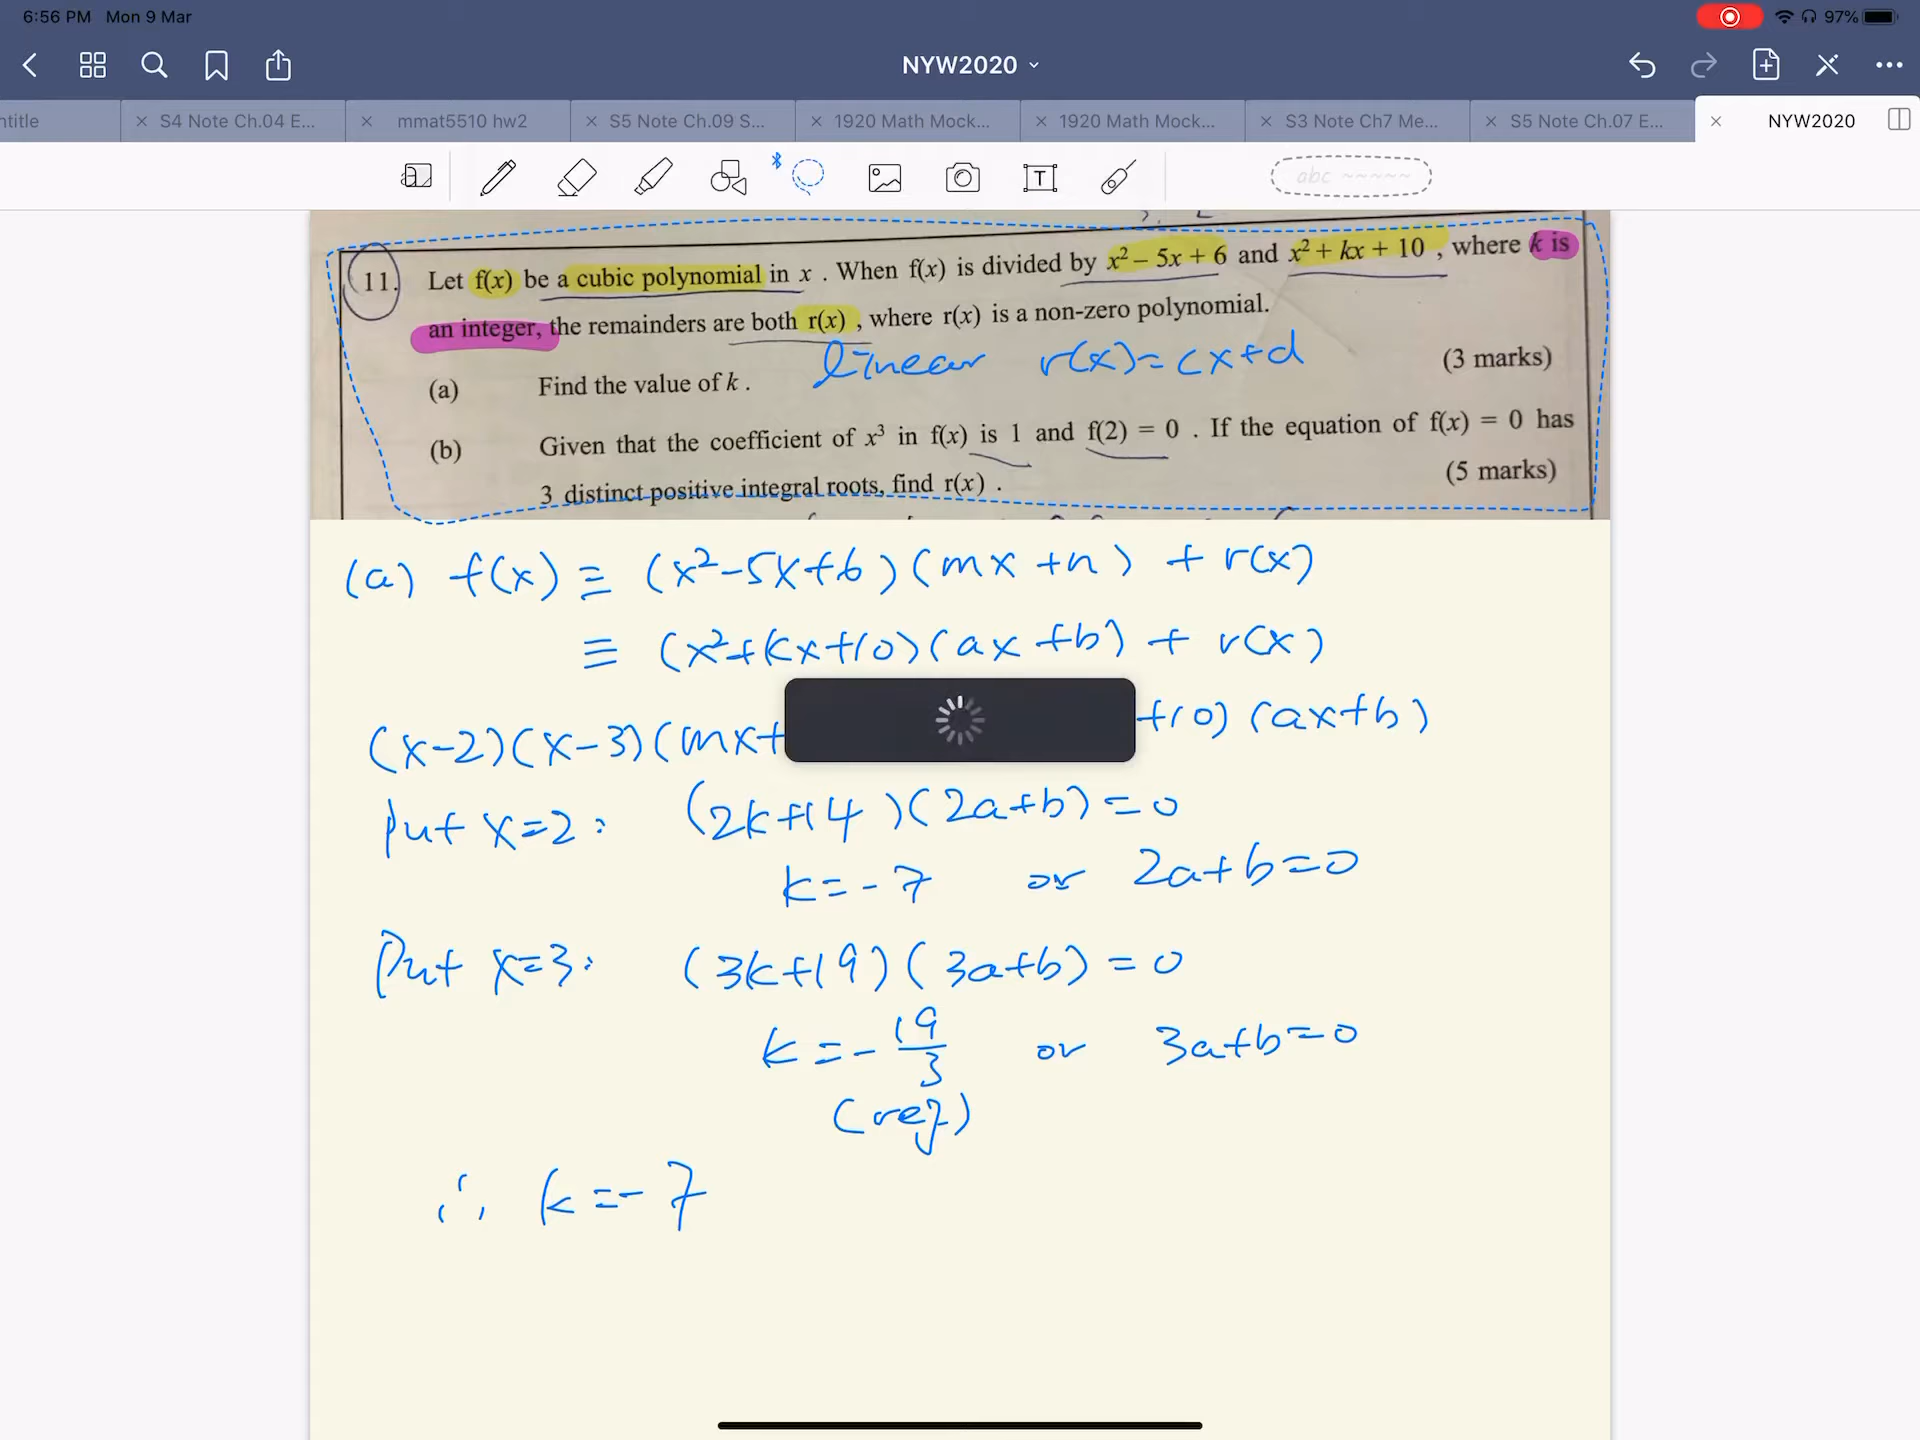 6:56 PM Mon 9 Mar
97%
NYW2020
ntitle
S4 Note Ch.04 E...
mmat5510 hw2
S5 Note Ch.09 S...
1920 Math Mock...
1920 Math Mock...
S3 Note Ch7 Me...
S5 Note Ch.07 E...
NYW2020
T
abc
11. Let f(x) be a cubic polynomial in x . When f(x) is divided by x² – 5x + 6 and x² + kx + 10 , where k is
an integer, the remainders are both r(x) , where r(x) is a non-zero polynomial.
linear r(x)=cx+d
(3 marks)
(a) Find the value of k .
(b) Given that the coefficient of x³ in f(x) is 1 and f(2) = 0 . If the equation of f(x) = 0 has
3 distinct positive integral roots, find r(x) .
(5 marks)
(a) f(x) ≡ (x²-5x+6)(mx+n) + r(x)
≡ (x²+kx+10)(ax+b) + r(x)
(x-2)(x-3)(mx+ +10)(ax+b)
Put x=2: (2k+14)(2a+b)=0
k=-7 or 2a+b=0
Put x=3: (3k+19)(3a+b)=0
k=-19/3 or 3a+b=0
(rej)
∴ k=-7